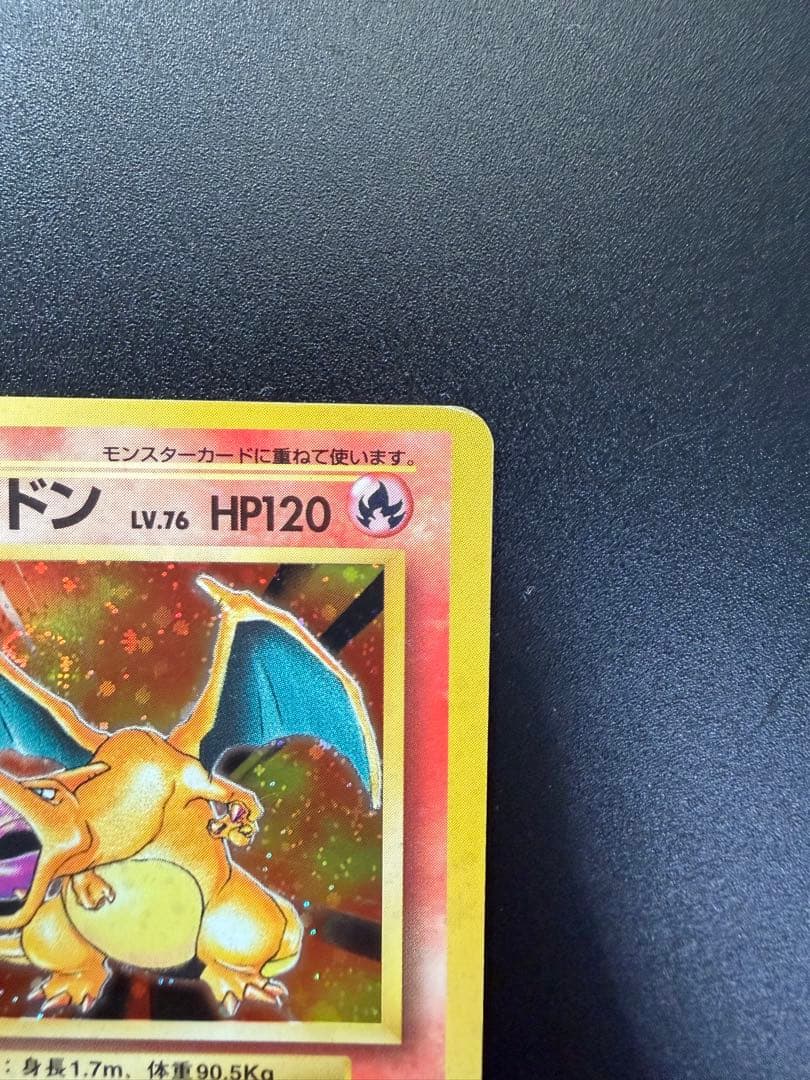 モンスターカードに重ねて使います。
ドン LV.76 HP120
：身長1.7m、体重90.5Kg